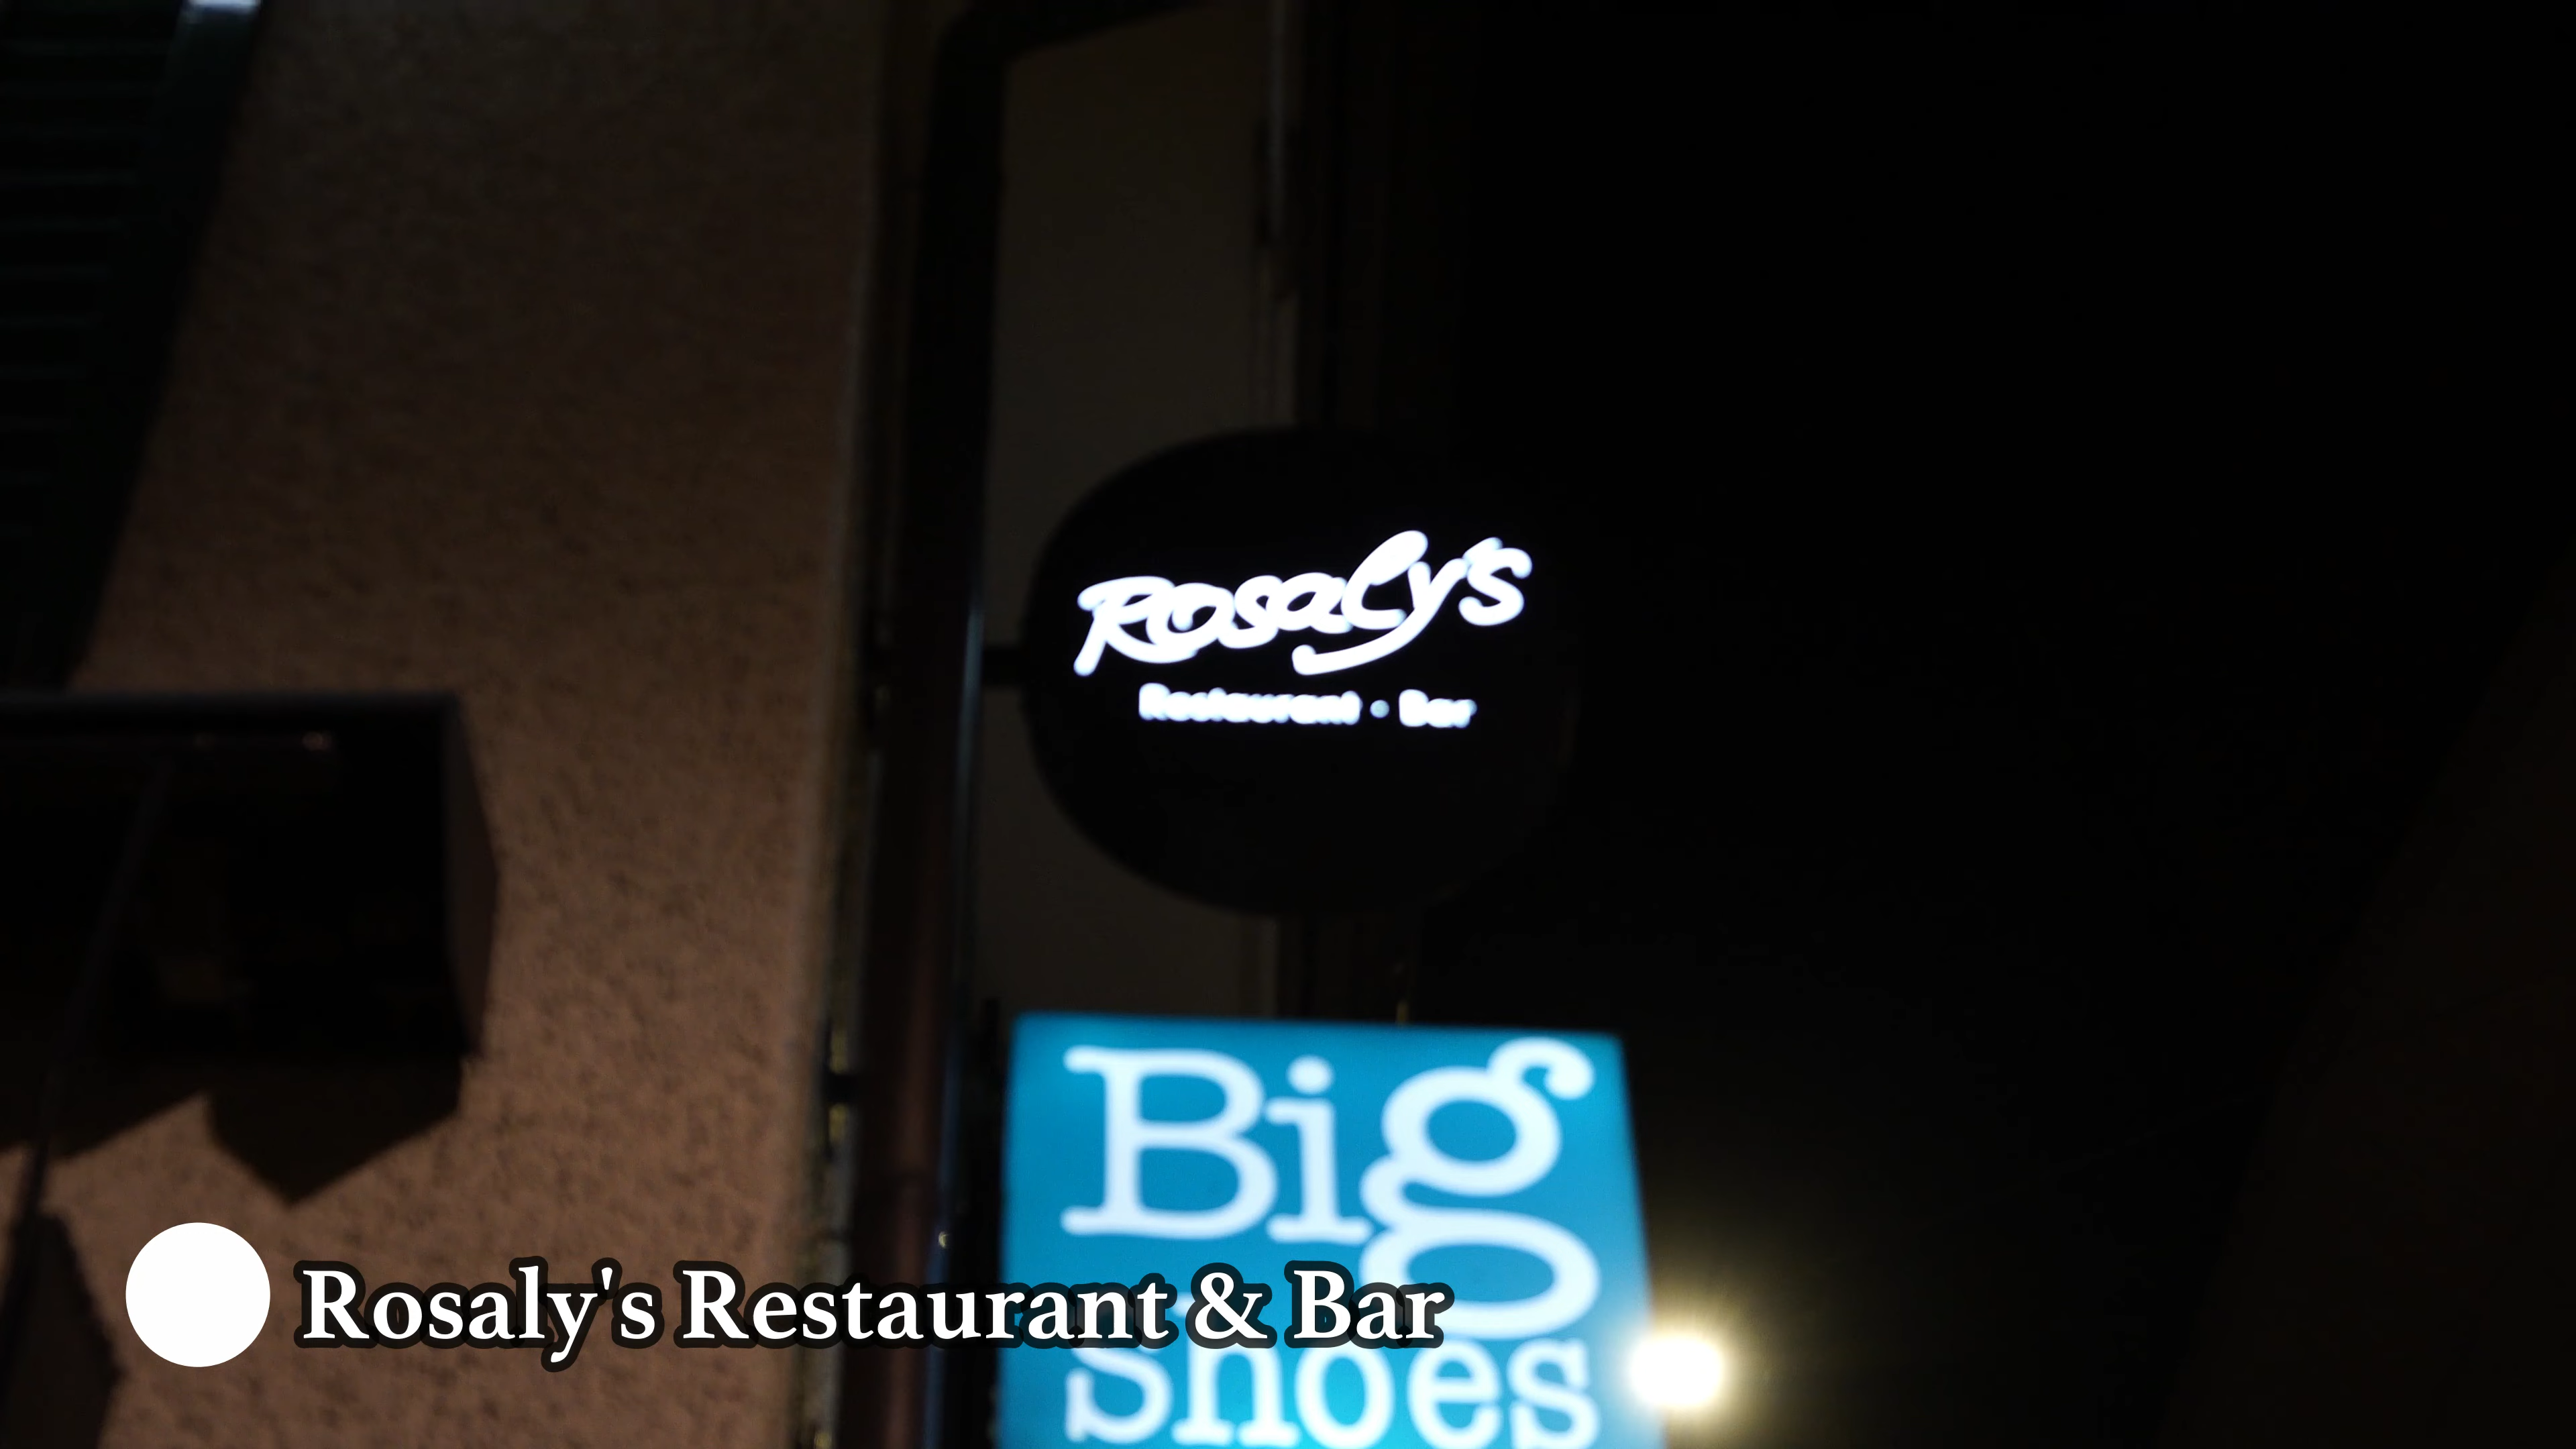 Rosaly's
Restaurant • Bar
Big
Shoes
Rosaly's Restaurant & Bar